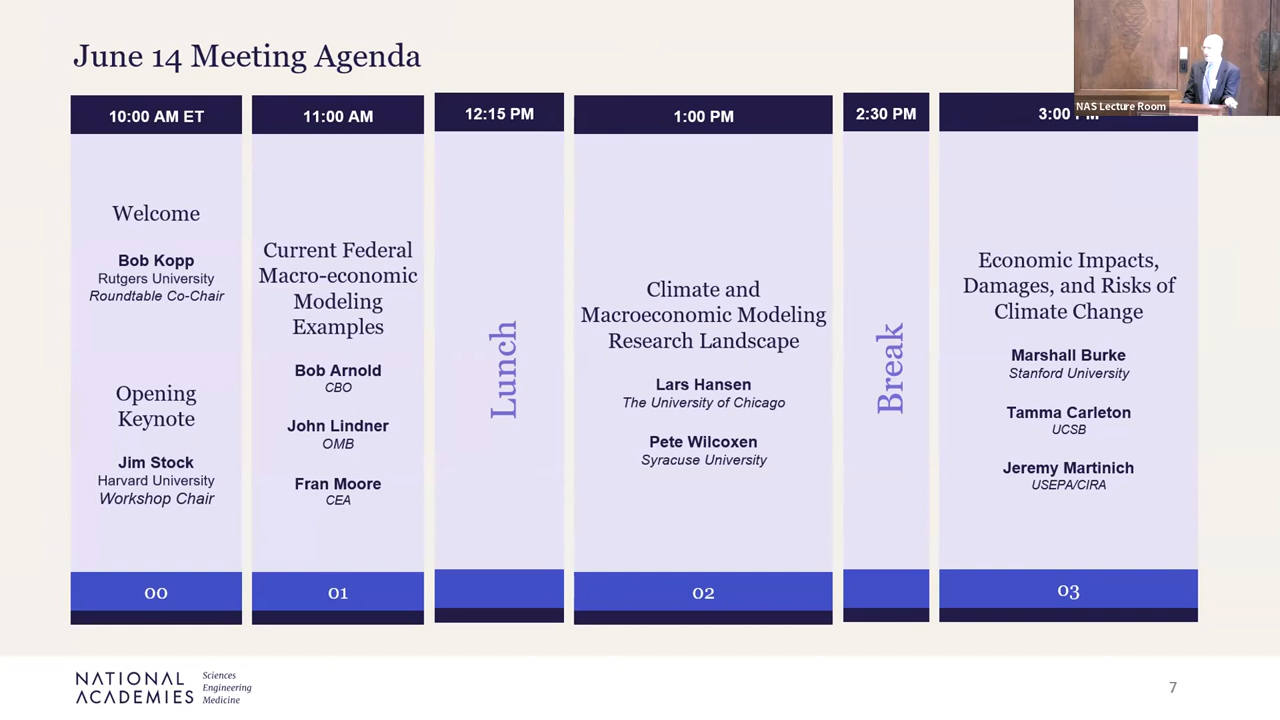 June 14 Meeting Agenda
NAS Lecture Room
10:00 AM ET
Welcome
Bob Kopp
Rutgers University
Roundtable Co-Chair
Opening
Keynote
Jim Stock
Harvard University
Workshop Chair
00
11:00 AM
Current Federal
Macro-economic
Modeling
Examples
Bob Arnold
CBO
John Lindner
OMB
Fran Moore
CEA
01
12:15 PM
Lunch
1:00 PM
Climate and
Macroeconomic Modeling
Research Landscape
Lars Hansen
The University of Chicago
Pete Wilcoxen
Syracuse University
02
2:30 PM
Break
3:00 PM
Economic Impacts,
Damages, and Risks of
Climate Change
Marshall Burke
Stanford University
Tamma Carleton
UCSB
Jeremy Martinich
USEPA/CIRA
03
NATIONAL
ACADEMIES
Sciences
Engineering
Medicine
7